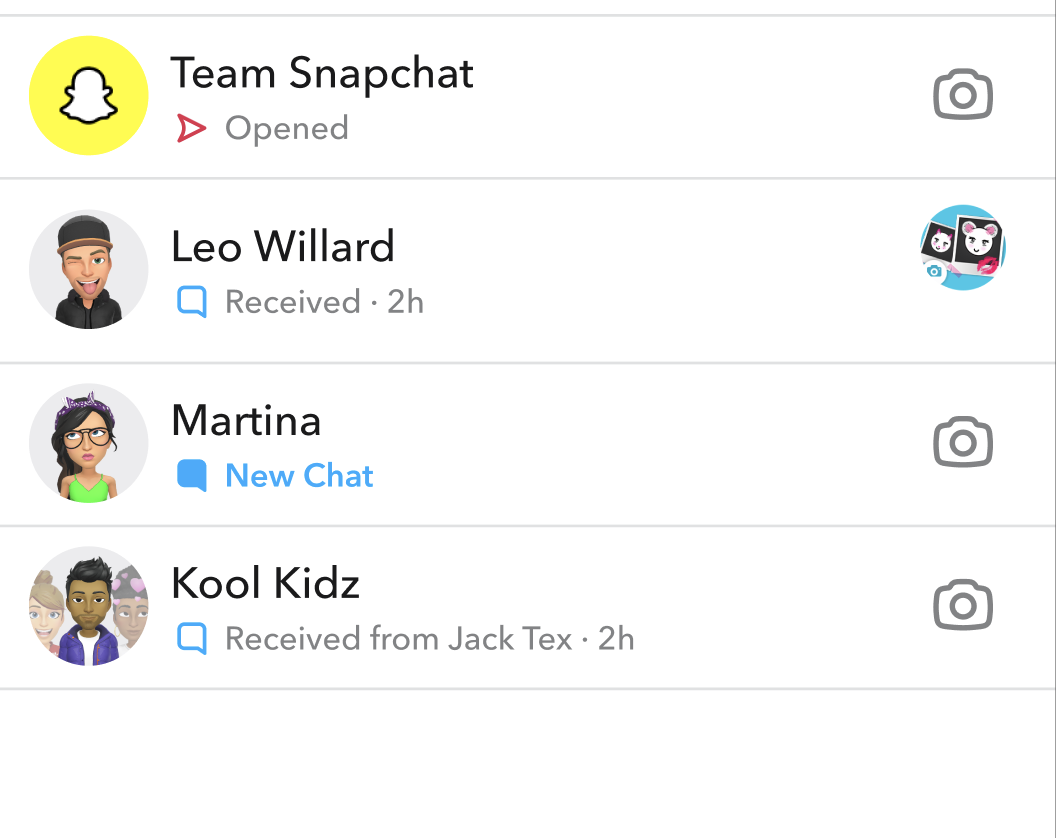 Team Snapchat
Opened
Leo Willard
Received · 2h
Martina
New Chat
Kool Kidz
Received from Jack Tex · 2h